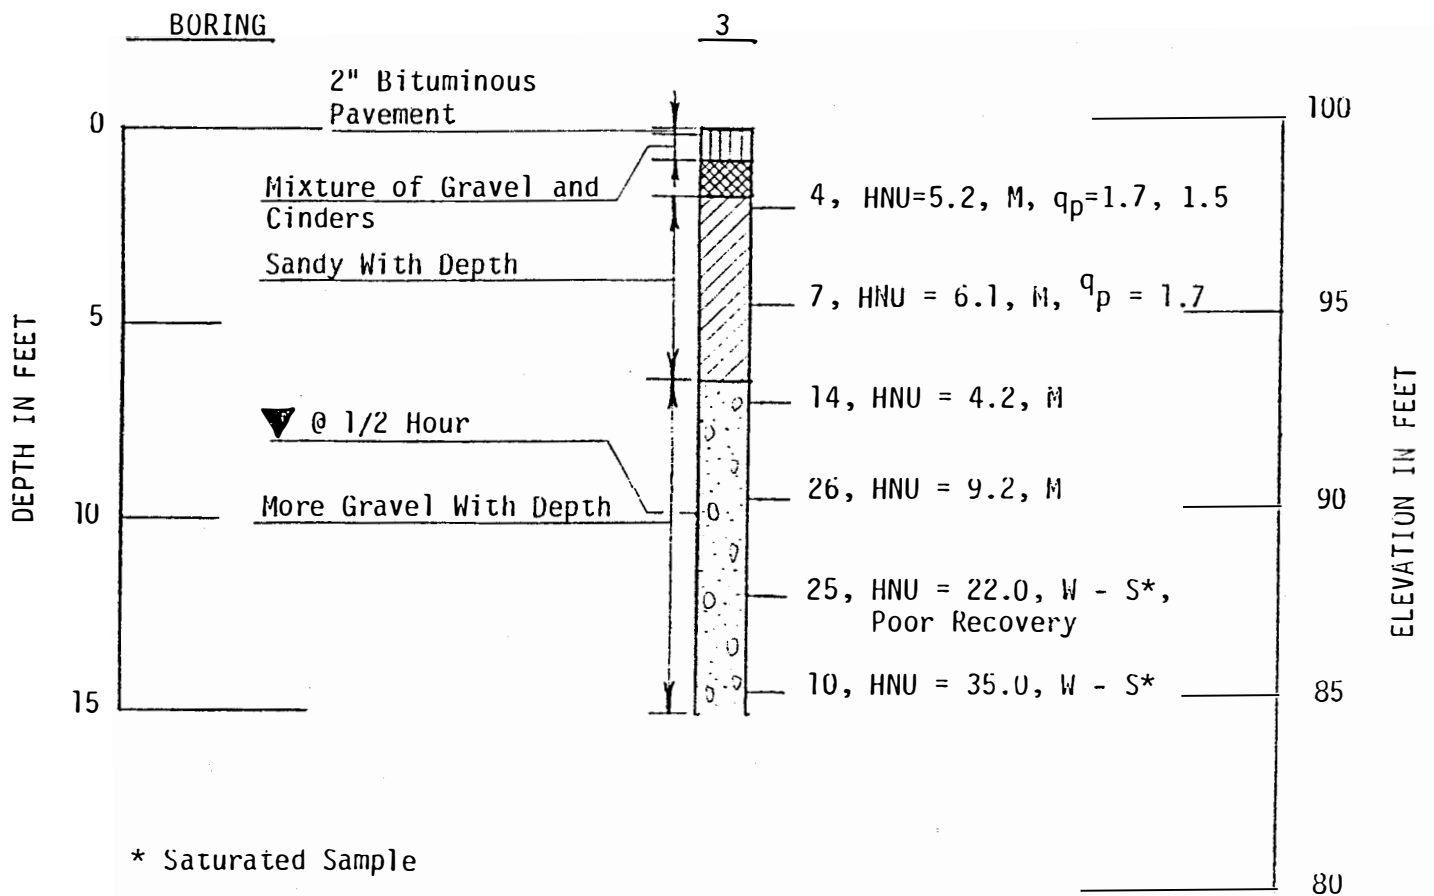 BORING 3
2" Bituminous
Pavement
0
100
Mixture of Gravel and
Cinders
4, HNU=5.2, M, qp=1.7, 1.5
Sandy With Depth
7, HNU = 6.1, M, qp = 1.7
5
95
14, HNU = 4.2, M
@ 1/2 Hour
26, HNU = 9.2, M
More Gravel With Depth
10
90
25, HNU = 22.0, W - S*,
Poor Recovery
10, HNU = 35.0, W - S*
15
85
DEPTH IN FEET
ELEVATION IN FEET
* Saturated Sample
80